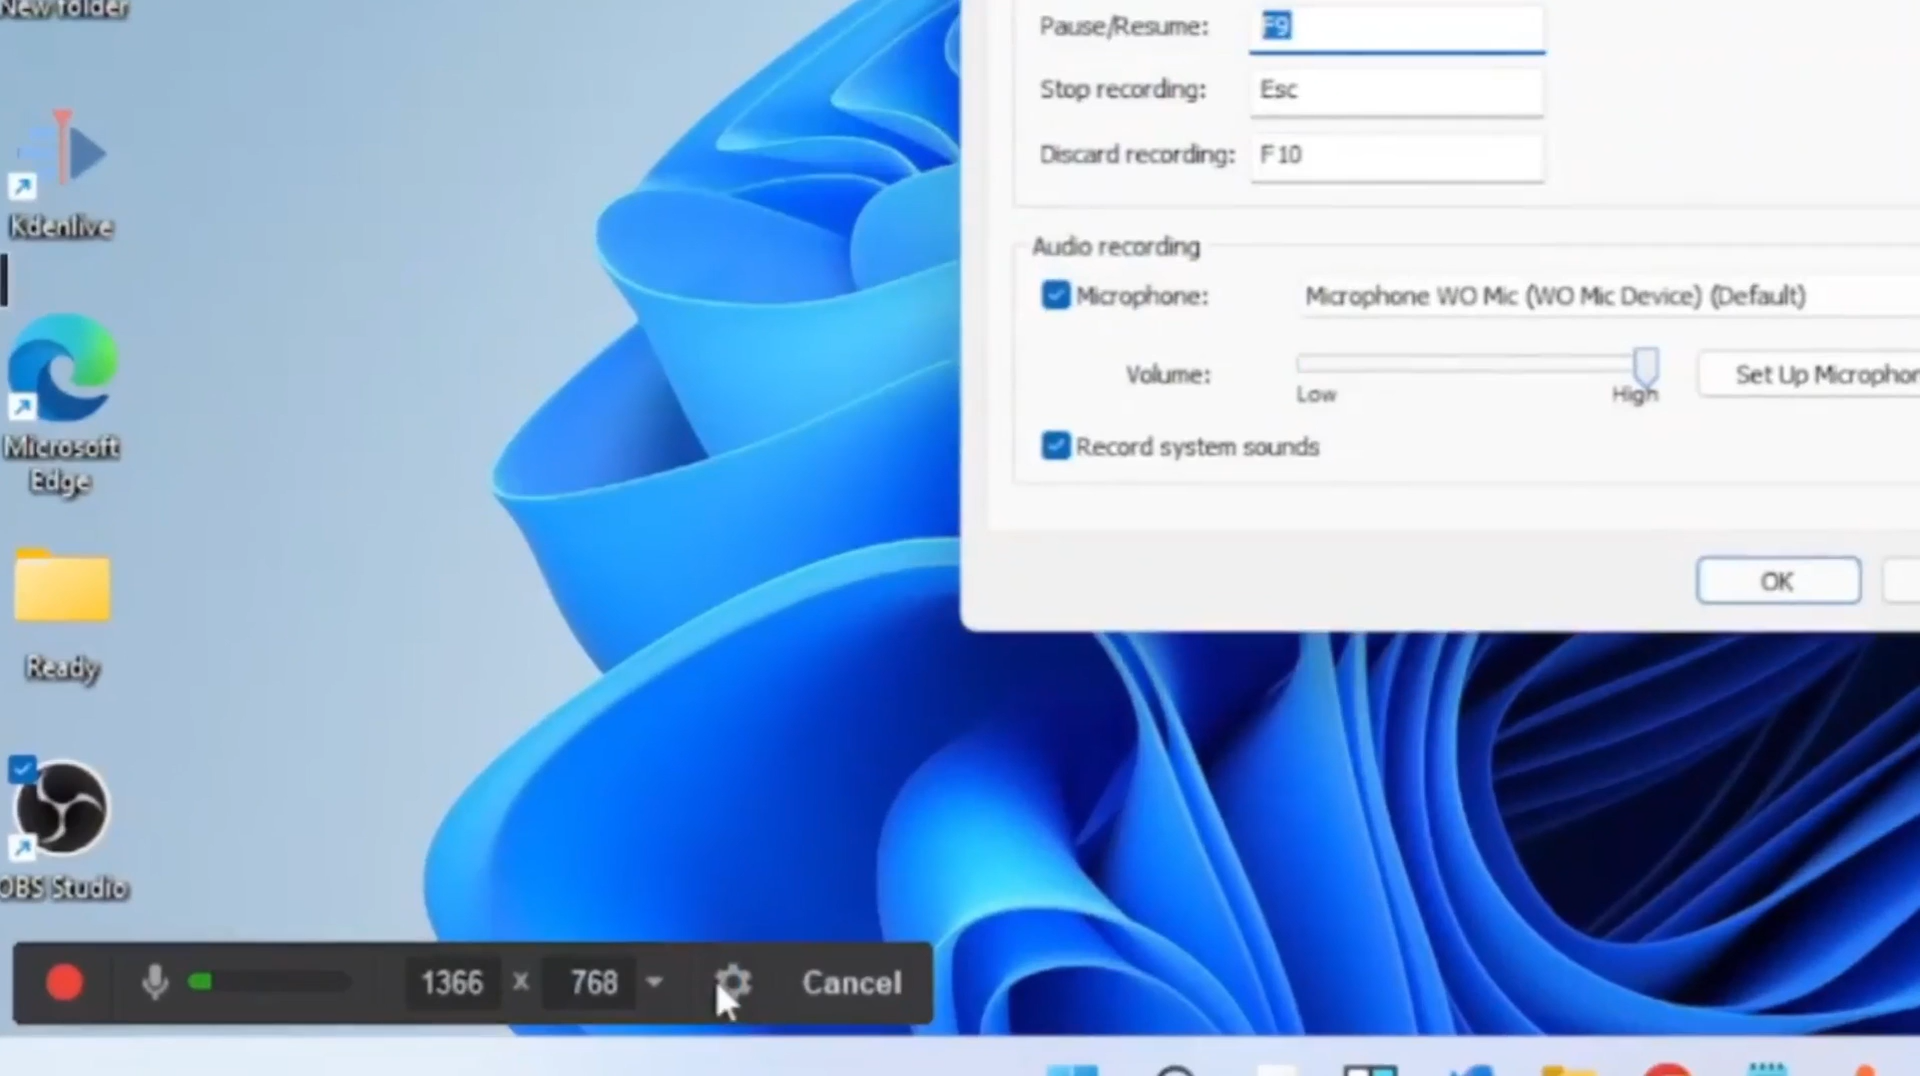 New folder
Kdenlive
Microsoft
Edge
Ready
OBS Studio
Pause/Resume: F9
Stop recording: Esc
Discard recording: F10
Audio recording
Microphone: Microphone WO Mic (WO Mic Device) (Default)
Volume: Low High
Set Up Microphon
Record system sounds
OK
1366 x 768 Cancel